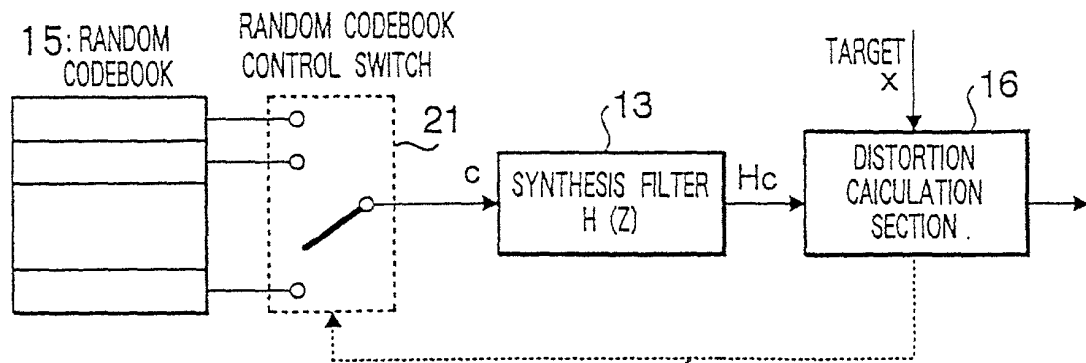 15: RANDOM
CODEBOOK
RANDOM CODEBOOK
CONTROL SWITCH
21
c
13
SYNTHESIS FILTER
H (Z)
Hc
TARGET
X
16
DISTORTION
CAICULATION
SECTION .